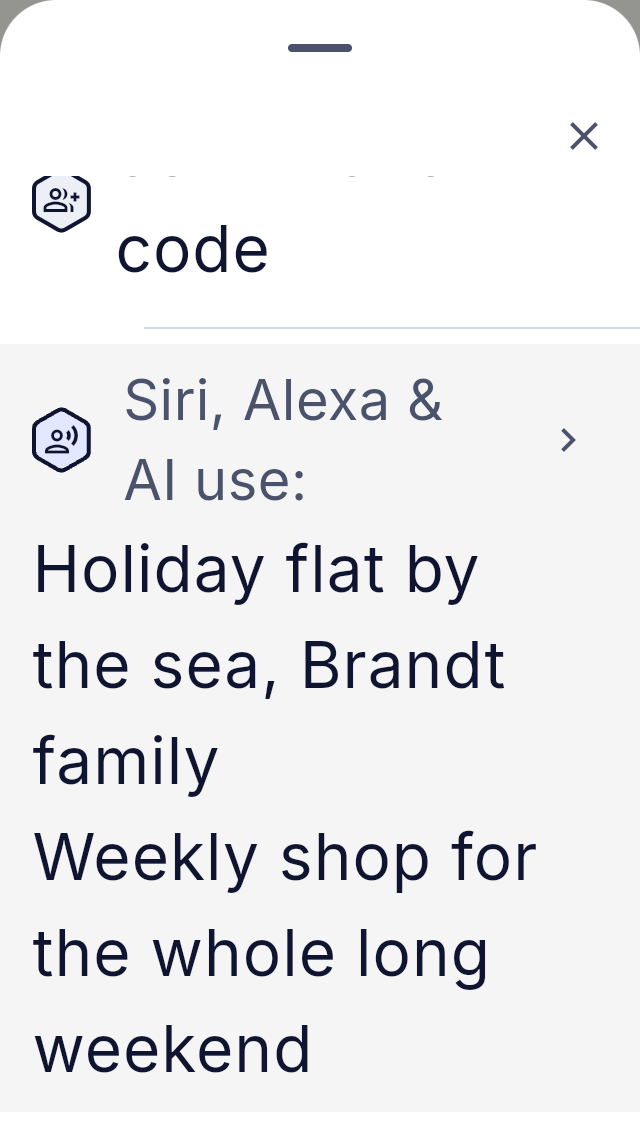 code
Siri, Alexa &
AI use:
Holiday flat by
the sea, Brandt
family
Weekly shop for
the whole long
weekend